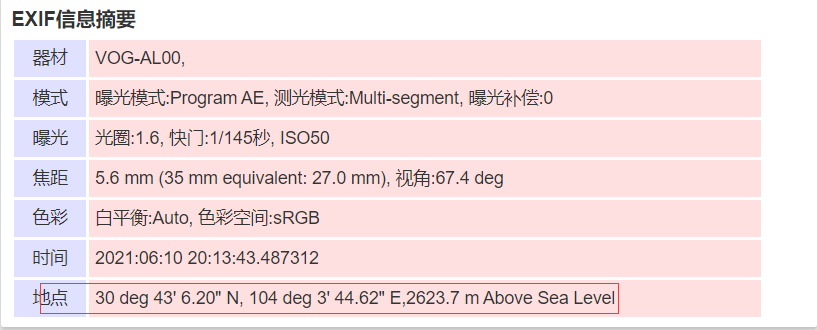 EXIF信息摘要
器材 VOG-AL00,
模式 曝光模式:Program AE, 测光模式:Multi-segment, 曝光补偿:0
曝光 光圈:1.6, 快门:1/145秒, ISO50
焦距 5.6 mm (35 mm equivalent: 27.0 mm), 视角:67.4 deg
色彩 白平衡:Auto, 色彩空间:sRGB
时间 2021:06:10 20:13:43.487312
地点 30 deg 43' 6.20" N, 104 deg 3' 44.62" E,2623.7 m Above Sea Level